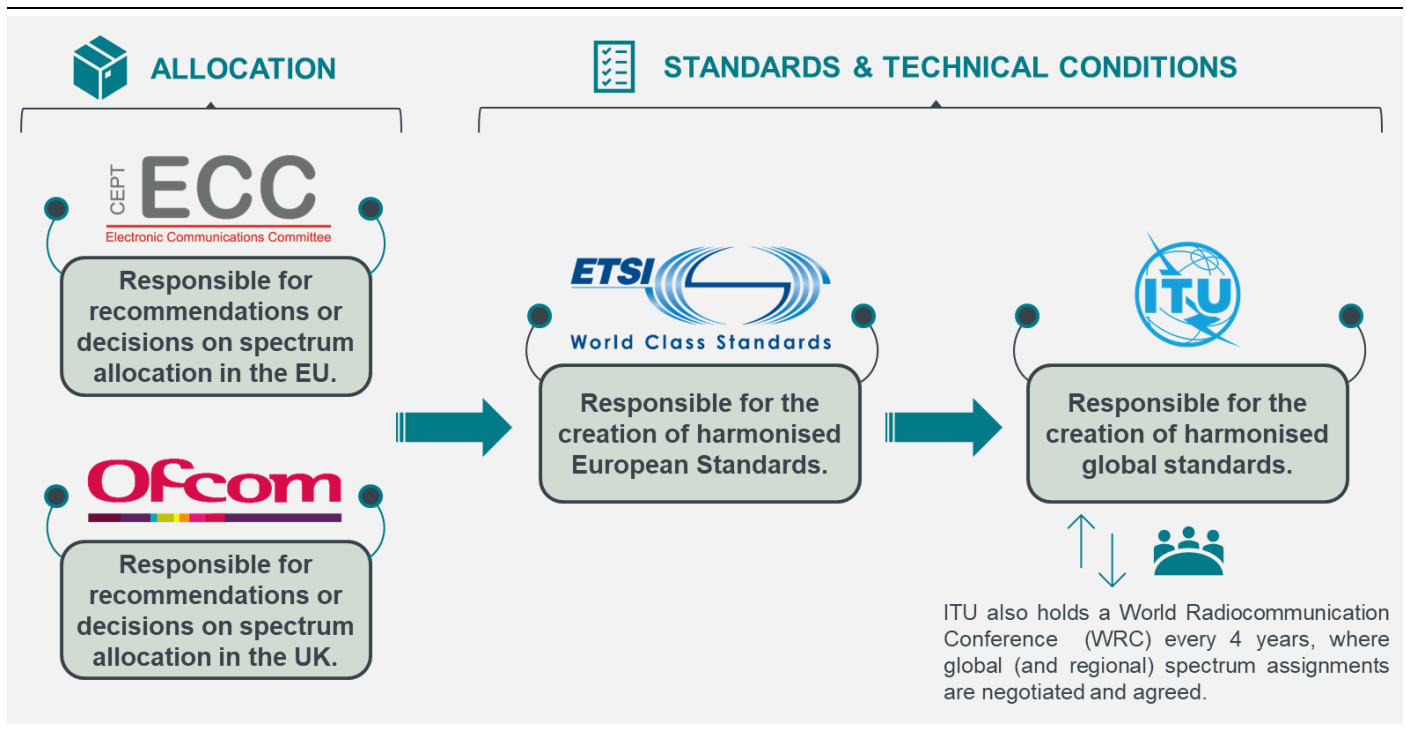 ALLOCATION
STANDARDS & TECHNICAL CONDITIONS
CEPT
ECC
Electronic Communications Committee
Responsible for
recommendations or
decisions on spectrum
allocation in the EU.
Ofcom
Responsible for
recommendations or
decisions on spectrum
allocation in the UK.
ETSI
World Class Standards
Responsible for the
creation of harmonised
European Standards.
ITU
Responsible for the
creation of harmonised
global standards.
ITU also holds a World Radiocommunication
Conference (WRC) every 4 years, where
global (and regional) spectrum assignments
are negotiated and agreed.